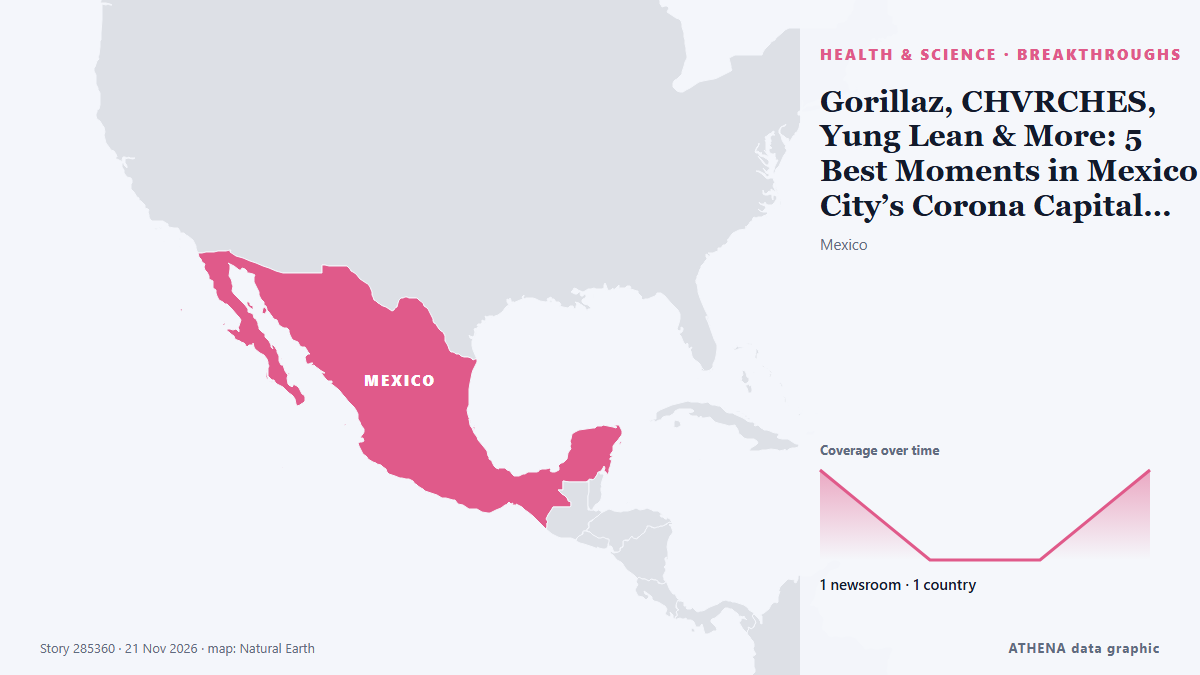 HEALTH & SCIENCE · BREAKTHROUGHS
Gorillaz, CHVRCHES,
Yung Lean & More: 5
Best Moments in Mexico
City’s Corona Capital…
Mexico
MEXICO
Coverage over time
1 newsroom · 1 country
Story 285360 · 21 Nov 2026 · map: Natural Earth
ATHENA data graphic